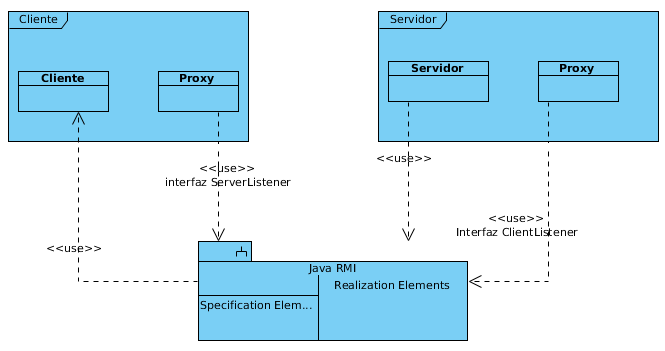 Cliente
Servidor
Cliente
Proxy
Servidor
Proxy
<<use>>
<<use>>
interfaz ServerListener
<<use>>
Interfaz ClientListener
<<use>>
Java RMI
Realization Elements
Specification Elem...